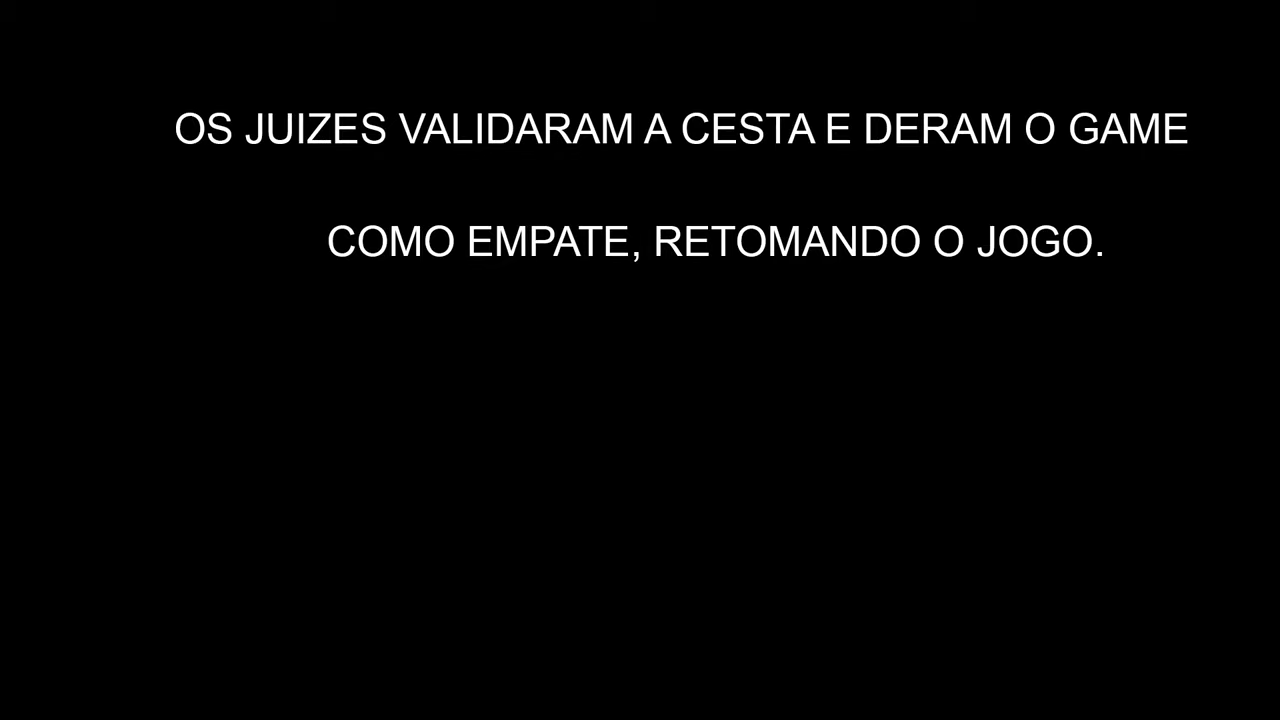 OS JUIZES VALIDARAM A CESTA E DERAM O GAME
COMO EMPATE, RETOMANDO O JOGO.